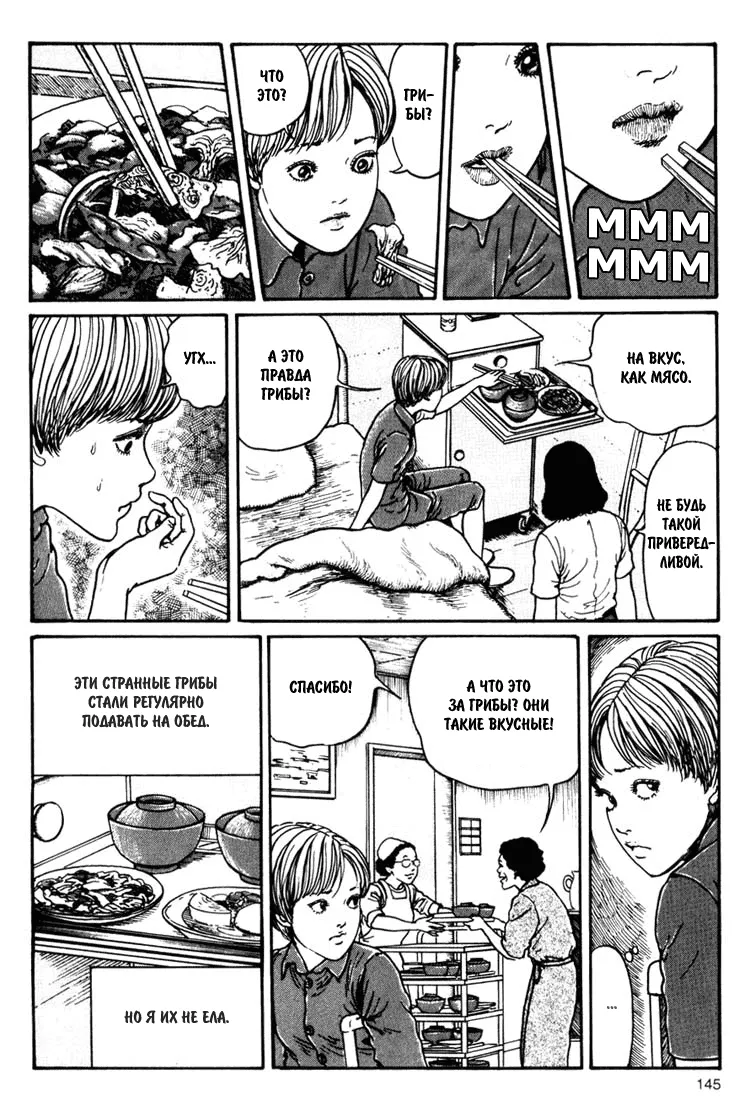 ЧТО
ЭТО?
ГРИ-
БЫ?
МММ
МММ
УГХ...
А ЭТО
ПРАВДА
ГРИБЫ?
НА ВКУС,
КАК МЯСО.
НЕ БУДЬ
ТАКОЙ
ПРИВЕРЕД-
ЛИВОЙ.
ЭТИ СТРАННЫЕ ГРИБЫ
СТАЛИ РЕГУЛЯРНО
ПОДАВАТЬ НА ОБЕД.
НО Я ИХ НЕ ЕЛА.
СПАСИБО!
А ЧТО ЭТО
ЗА ГРИБЫ? ОНИ
ТАКИЕ ВКУСНЫЕ!
...
145